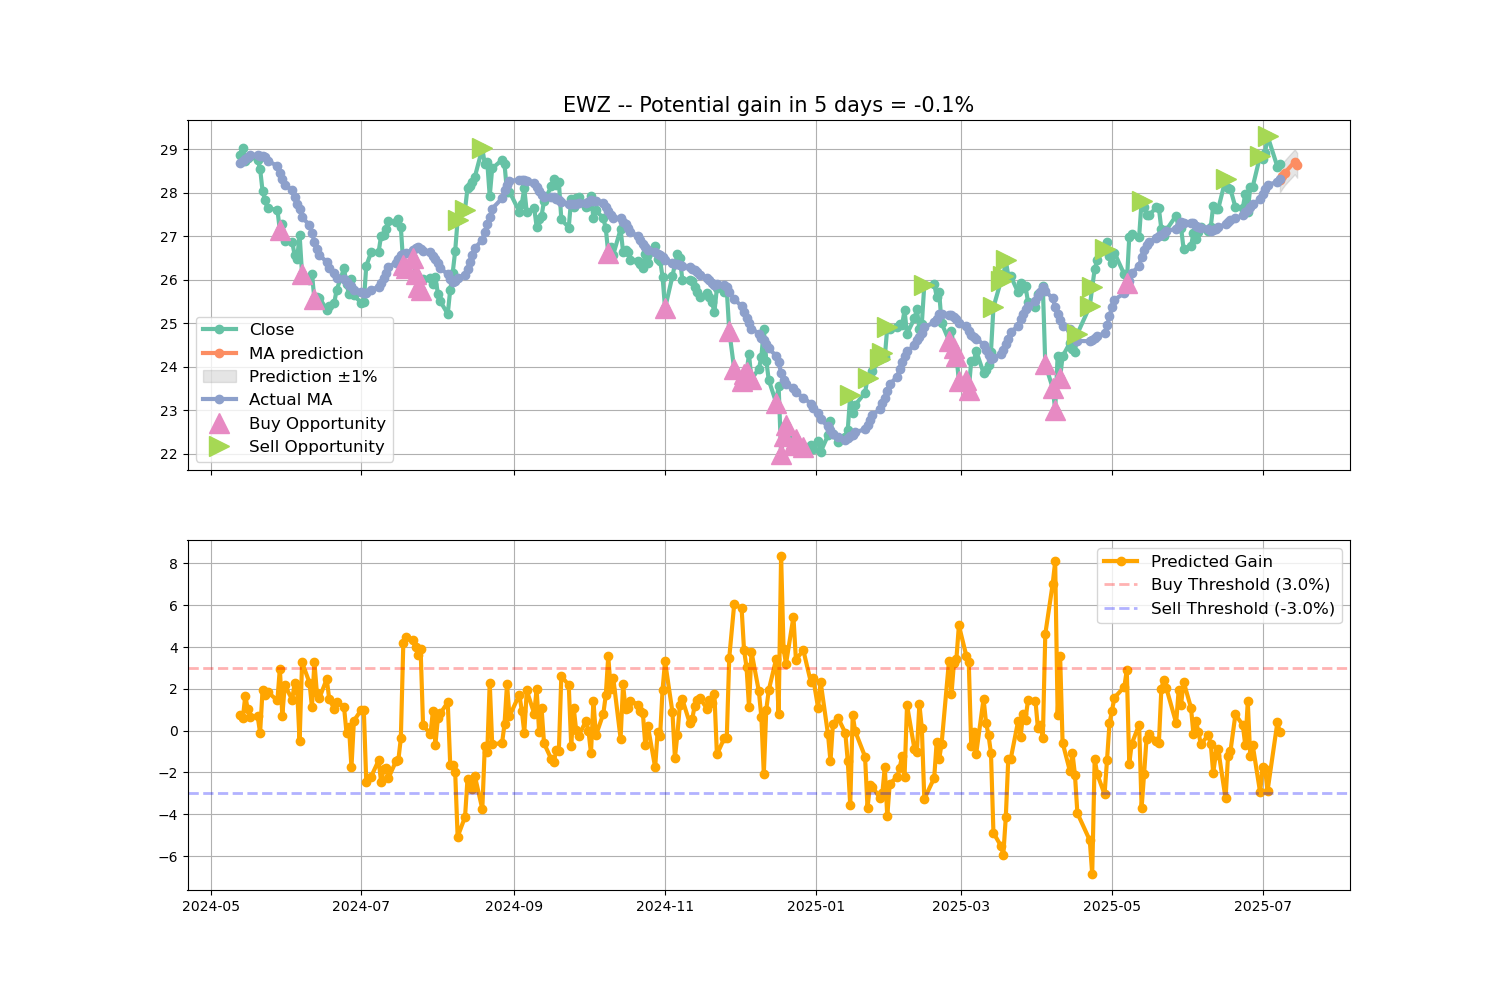 EWZ -- Potential gain in 5 days = -0.1%
29
28
27
26
25
24
23
22
Close
MA prediction
Prediction ±1%
Actual MA
Buy Opportunity
Sell Opportunity
8
6
4
2
0
−2
−4
−6
Predicted Gain
Buy Threshold (3.0%)
Sell Threshold (-3.0%)
2024-05 2024-07 2024-09 2024-11 2025-01 2025-03 2025-05 2025-07